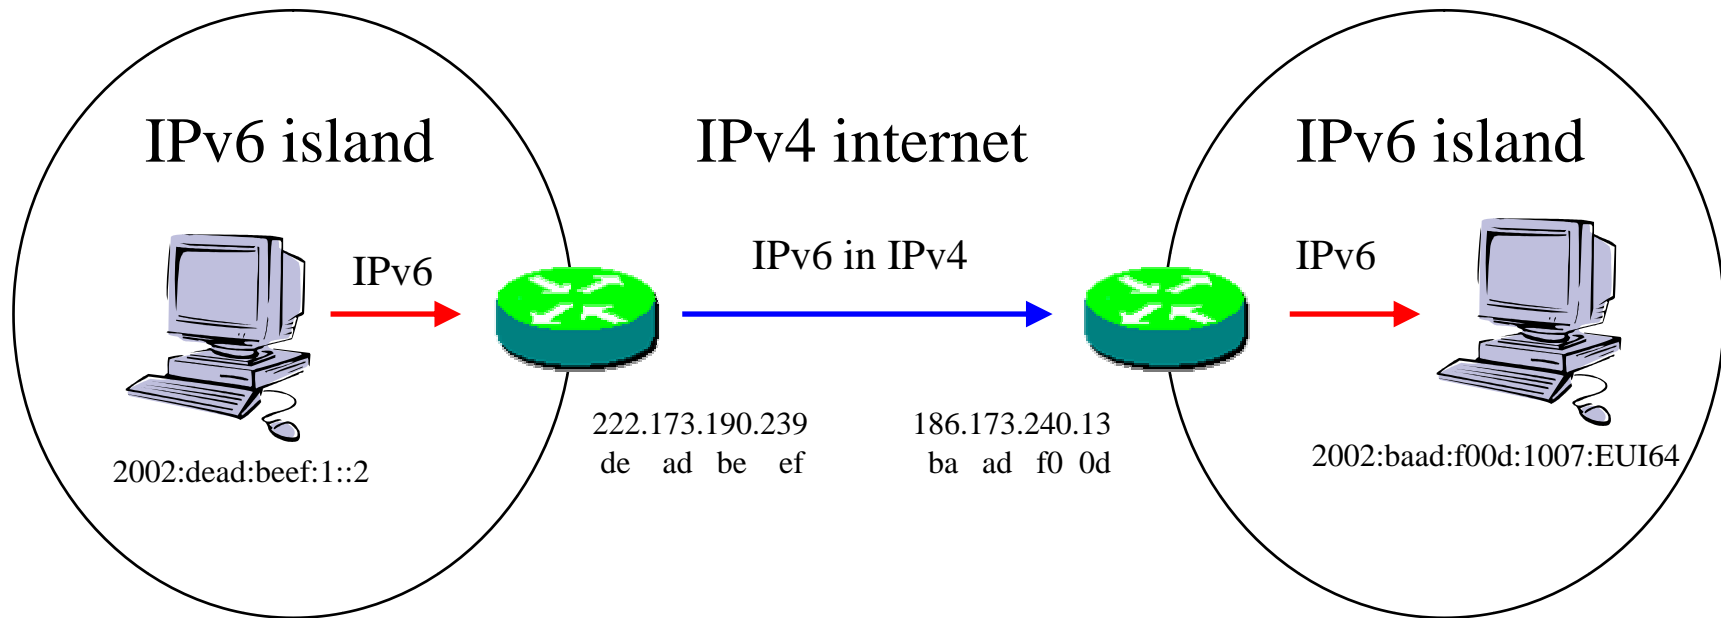 IPv6 island
IPv4 internet
IPv6 island
IPv6
IPv6 in IPv4
IPv6
222.173.190.239
de ad be ef
186.173.240.13
ba ad f0 0d
2002:dead:beef:1::2
2002:baad:f00d:1007:EUI64